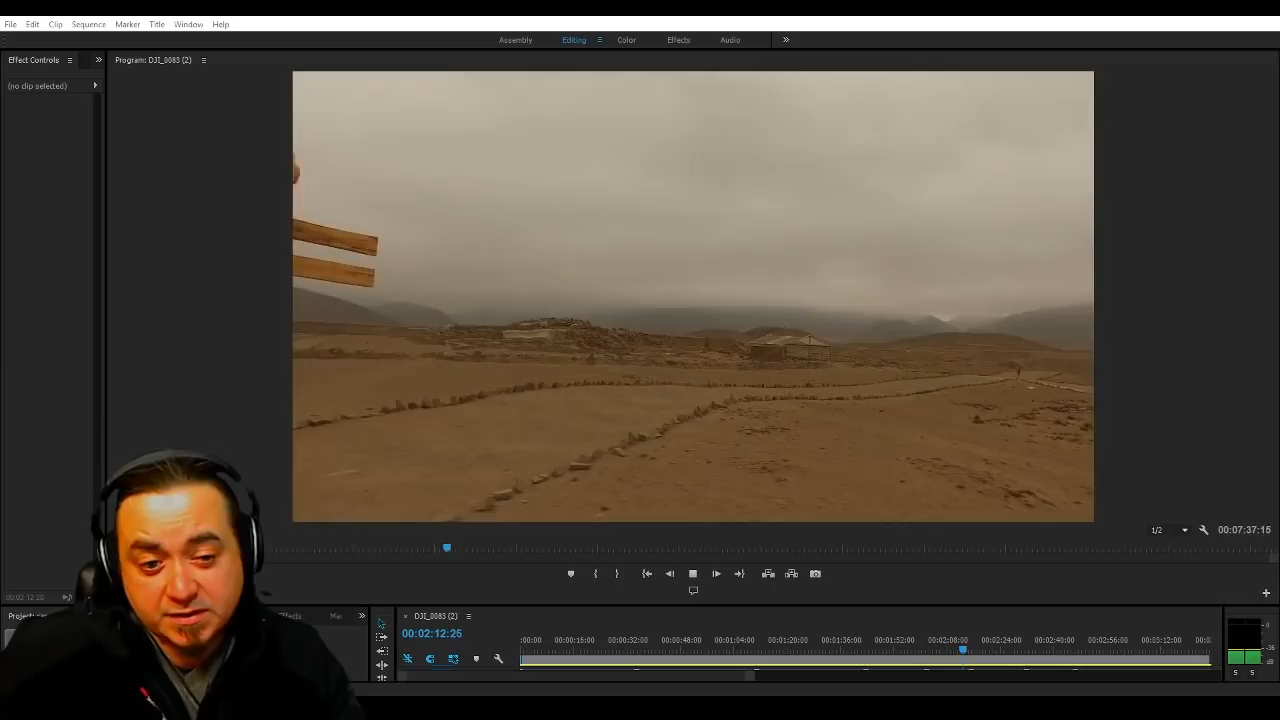 File Edit Clip Sequence Marker Title Window Help
Assembly Editing Color Effects Audio
Effect Controls Program: DJI_0083 (2)
(no clip selected)
1/2 00:07:37:15
Project: DJI_0083 (2)
00:02:12:25
:00:00 00:00:16:00 00:00:32:00 00:00:48:00 00:01:04:00 00:01:20:00 00:01:36:00 00:01:52:00 00:02:08:00 00:02:24:00 00:02:40:00 00:02:56:00 00:03:12:00
0
-36
dB
S S